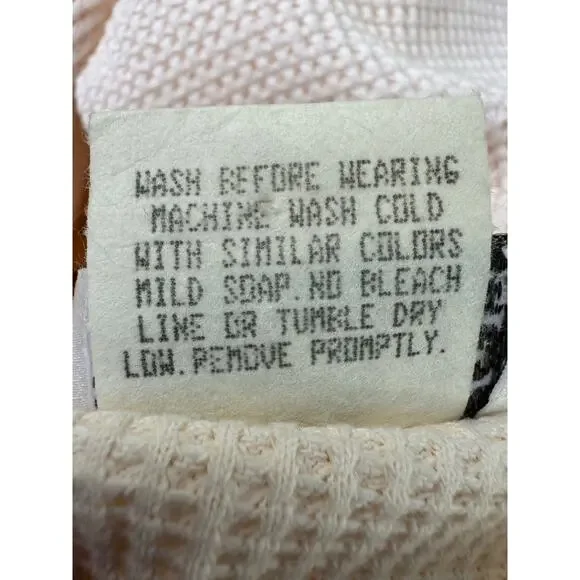 WASH BEFORE WEARING
MACHINE WASH COLD
WITH SIMILAR COLORS
MILD SOAP. NO BLEACH
LINE OR TUMBLE DRY
LOW. REMOVE PROMPTLY.